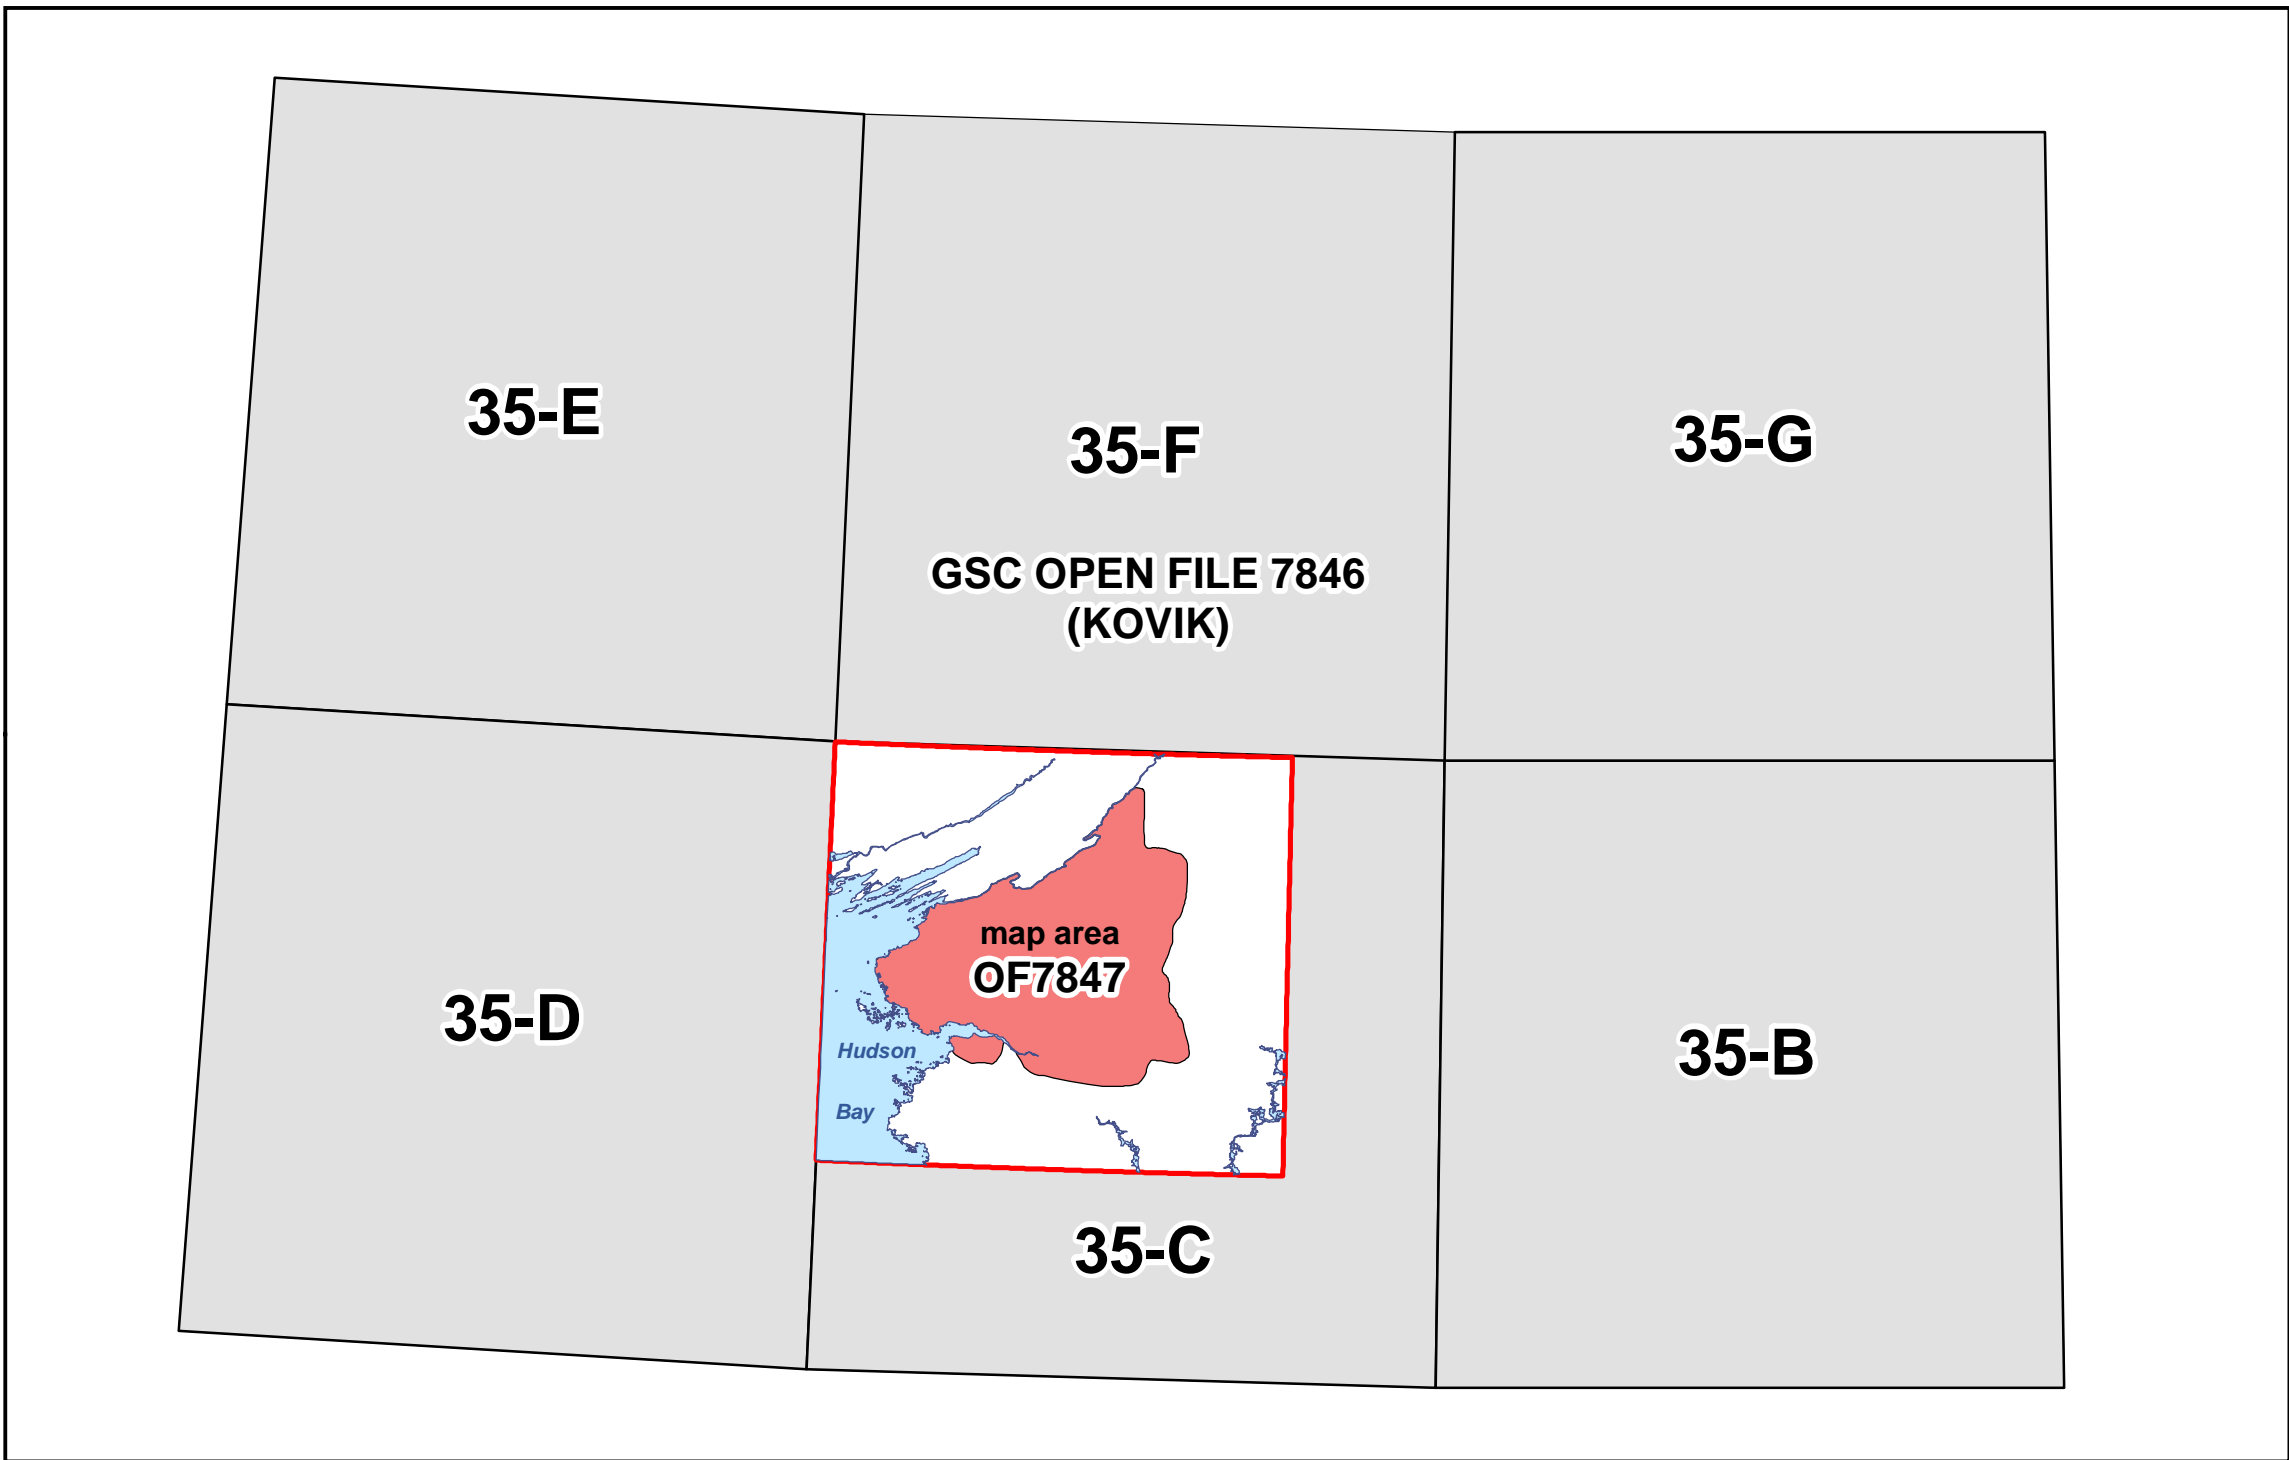 35-E
35-F
35-G
GSC OPEN FILE 7846
(KOVIK)
map area
OF7847
35-D
Hudson
Bay
35-B
35-C